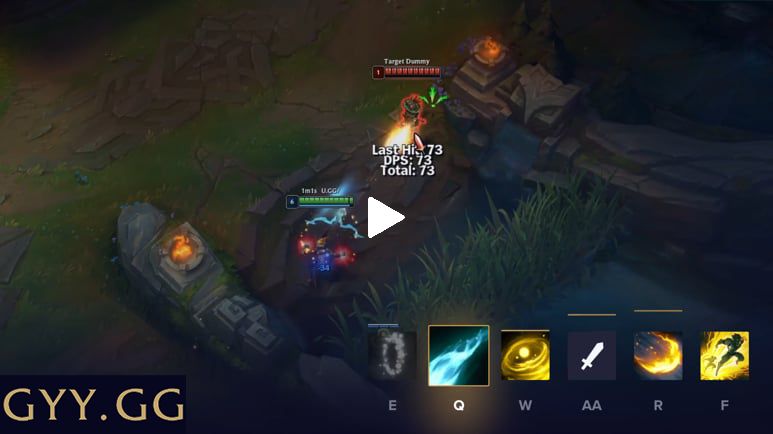 Target Dummy
1
Last Hit: 73
DPS: 73
Total: 73
1m1s U.GG
6
-34
E Q W AA R F
GYY.GG